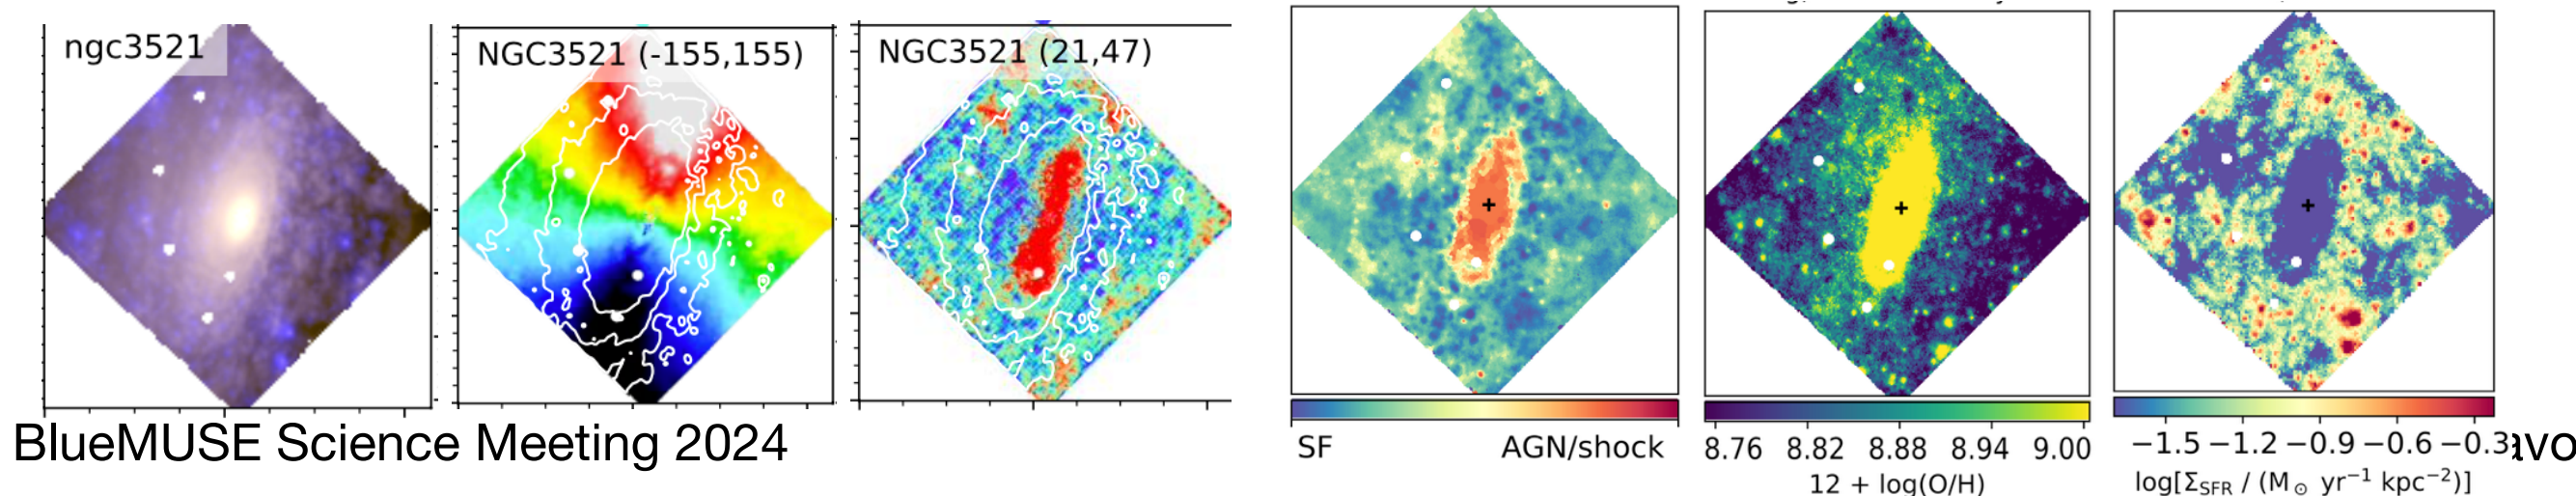 ngc3521
NGC3521 (-155,155)
NGC3521 (21,47)
SF AGN/shock
8.76 8.82 8.88 8.94 9.00
12 + log(O/H)
−1.5 −1.2 −0.9 −0.6 −0.3
log[Σ_SFR / (M_⊙ yr⁻¹ kpc⁻²)]
BlueMUSE Science Meeting 2024